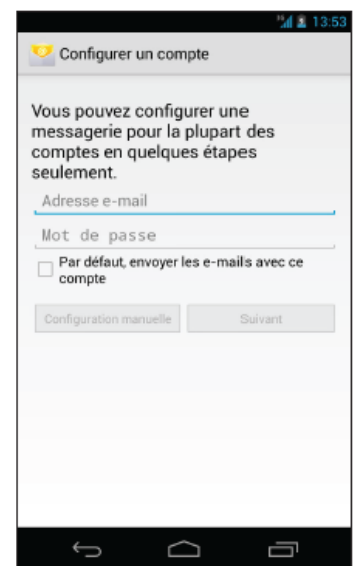 13:53
Configurer un compte
Vous pouvez configurer une
messagerie pour la plupart des
comptes en quelques étapes
seulement.
Adresse e-mail
Mot de passe
Par défaut, envoyer les e-mails avec ce
compte
Configuration manuelle Suivant